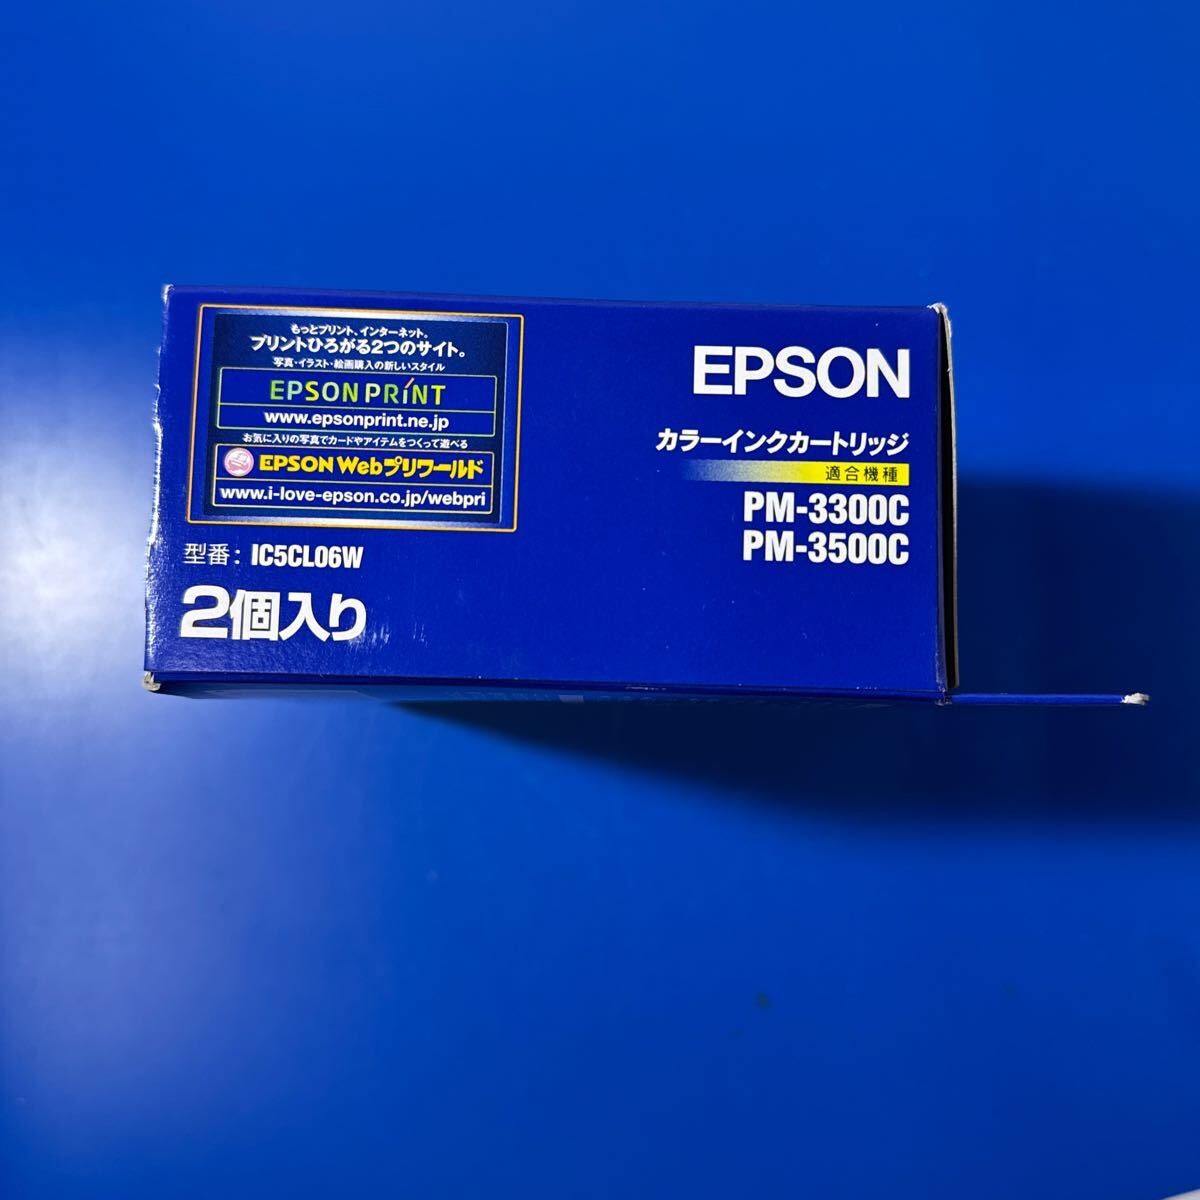 もっとプリント、インターネット。
プリントひろがる2つのサイト。
写真・イラスト・絵画購入の新しいスタイル
EPSON PRINT
www.epsonprint.ne.jp
お気に入りの写真でカードやアイテムをつくって遊べる
EPSON Webプリワールド
www.i-love-epson.co.jp/webpri
型番：IC5CL06W
2個入り
EPSON
カラーインクカートリッジ
適合機種
PM-3300C
PM-3500C